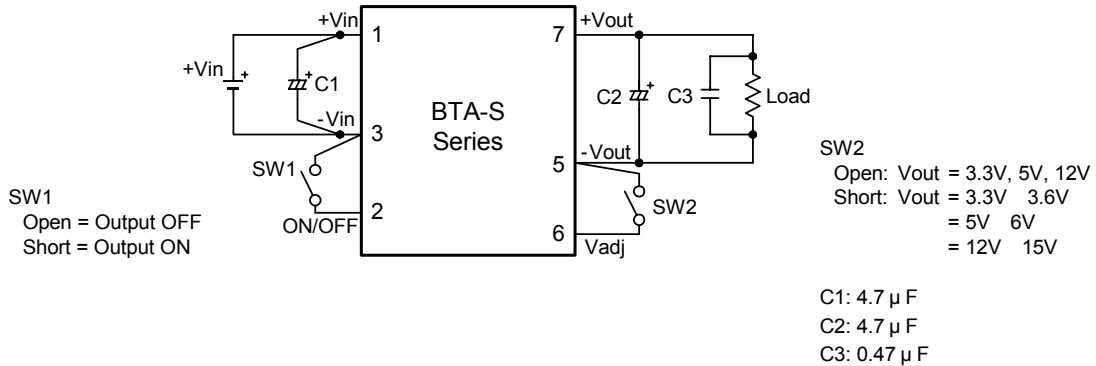 +Vin
1
+Vin
+
+
C1
-Vin
3
SW1
2
ON/OFF
SW1
Open = Output OFF
Short = Output ON
BTA-S
Series
7
+Vout
C2
+
C3
Load
5
-Vout
SW2
6
Vadj
SW2
Open: Vout = 3.3V, 5V, 12V
Short: Vout = 3.3V 3.6V
= 5V 6V
= 12V 15V
C1: 4.7 μ F
C2: 4.7 μ F
C3: 0.47 μ F